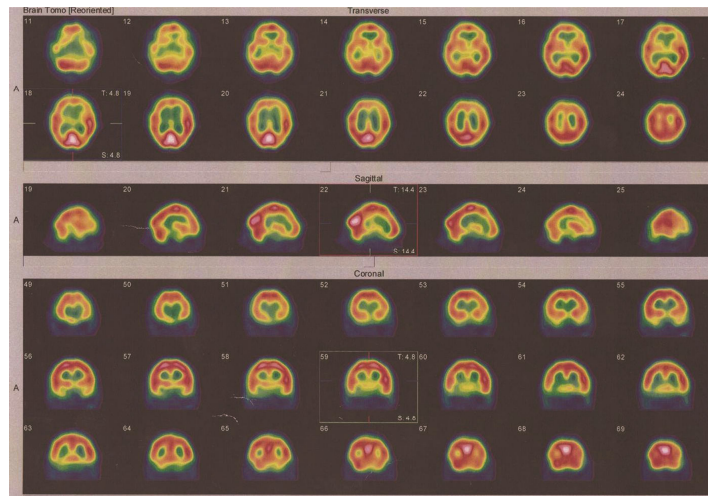 Brain Tomo [Reoriented] Transverse
11 12 13 14 15 16 17
A
18 T: 4.8 19 20 21 22 23 24
S: 4.8
Sagittal
19 20 21 22 T: 14.4 23 24 25
A
S: 14.4
Coronal
49 50 51 52 53 54 55
56 57 58 59 T: 4.8 60 61 62
A
S: 4.8
63 64 65 66 67 68 69